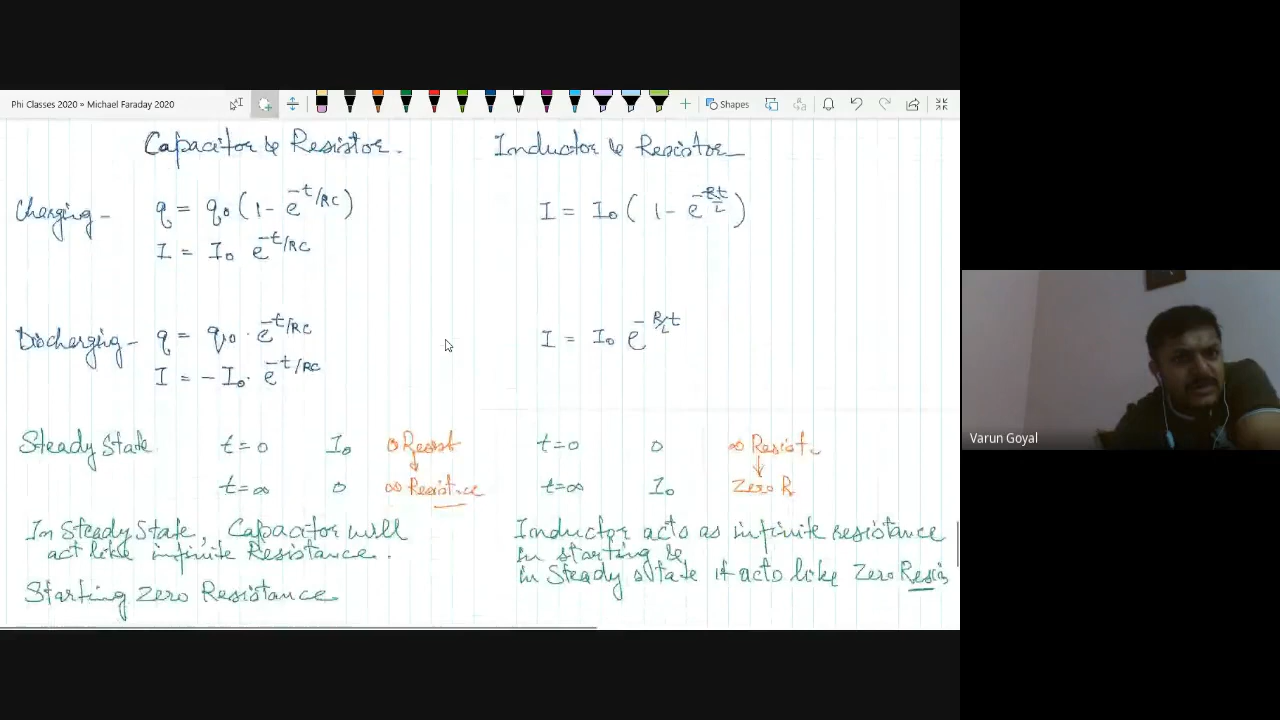 Phi Classes 2020 » Michael Faraday 2020
Shapes
Capacitor & Resistor.
Inductor & Resistor
Charging - q = q₀ ( 1 - e^{-t/RC} )
I = I₀ e^{-t/RC}
I = I₀ ( 1 - e^{-Rt/L} )
Discharging - q = q₀ · e^{-t/RC}
I = - I₀ · e^{-t/RC}
I = I₀ e^{-R/L t}
Steady State t = 0 I₀ 0 Resist
t = ∞ 0 ∞ Resist.ce
t = 0 0 ∞ Resist.
t = ∞ I₀ Zero R
In Steady State, Capacitor will
act like infinite Resistance.
Starting Zero Resistance
Inductor acts as infinite resistance
in starting &
in Steady state it acts like Zero Resis
Varun Goyal